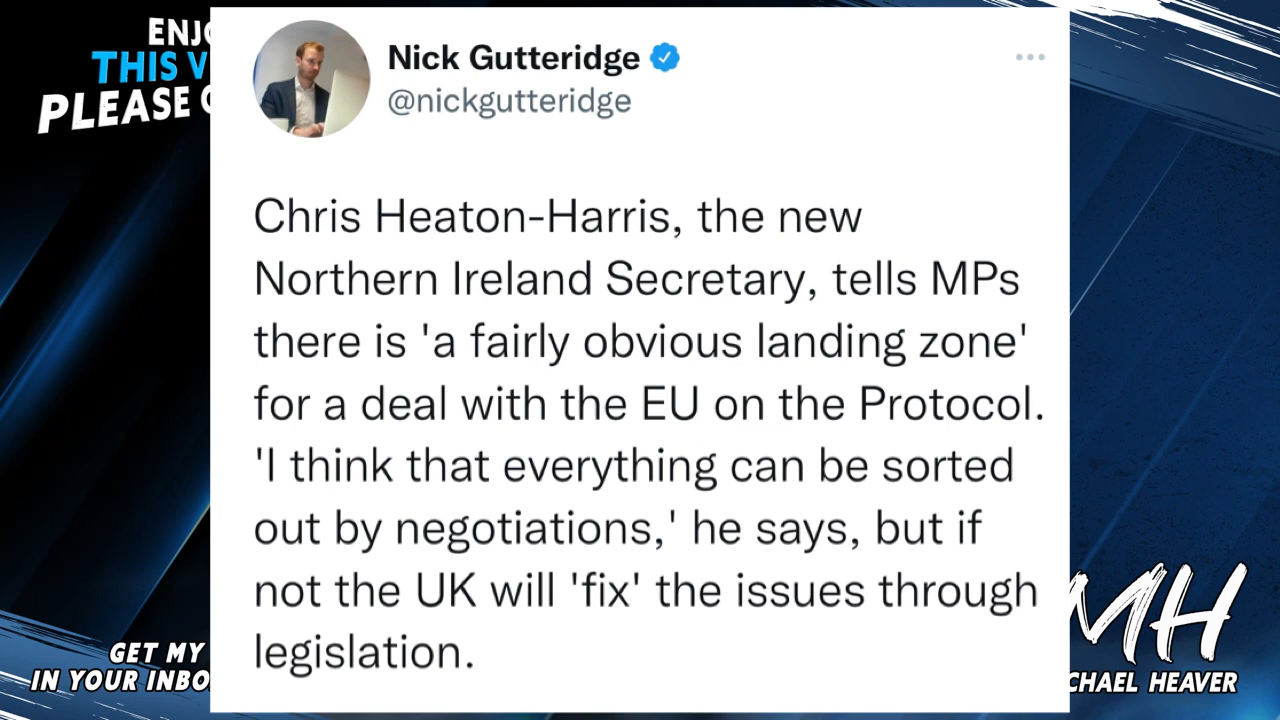 ENJO
THIS V
PLEASE
Nick Gutteridge
@nickgutteridge
Chris Heaton-Harris, the new
Northern Ireland Secretary, tells MPs
there is 'a fairly obvious landing zone'
for a deal with the EU on the Protocol.
'I think that everything can be sorted
out by negotiations,' he says, but if
not the UK will 'fix' the issues through
legislation.
GET MY
IN YOUR INBO
MH
CHAEL HEAVER